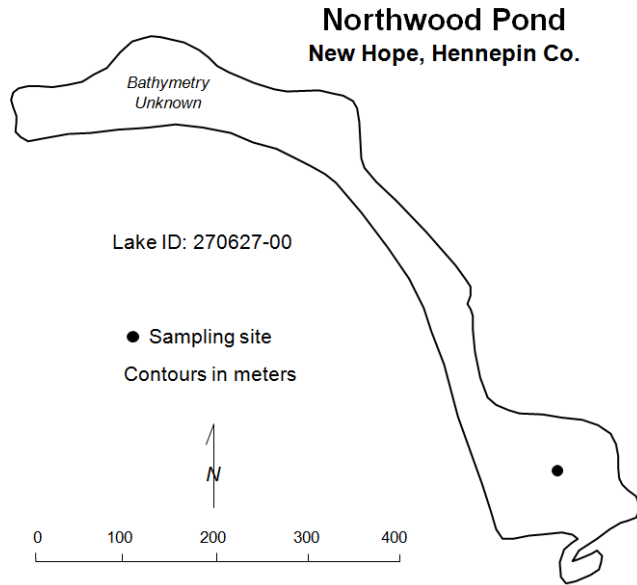 Northwood Pond
New Hope, Hennepin Co.
Bathymetry
Unknown
Lake ID: 270627-00
Sampling site
Contours in meters
N
0 100 200 300 400